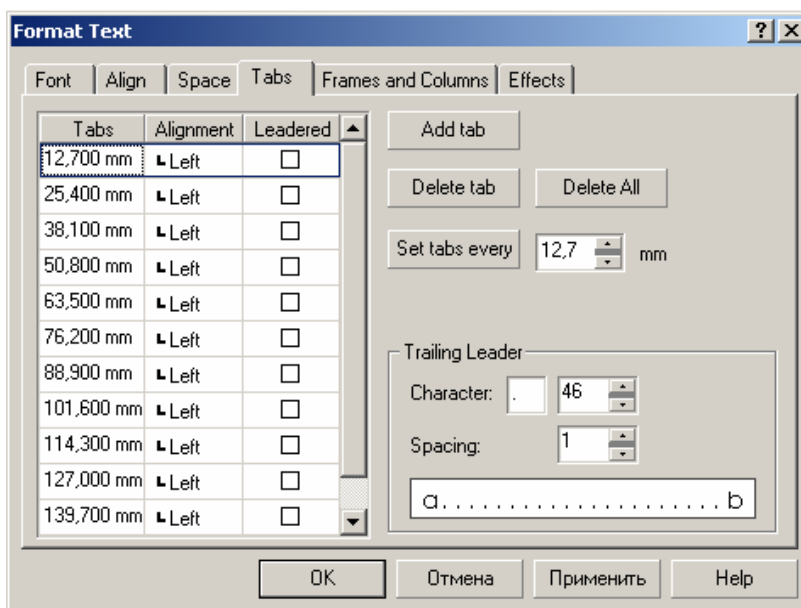 Format Text
Font Align Space Tabs Frames and Columns Effects
Tabs Alignment Leadered
12,700 mm Left
25,400 mm Left
38,100 mm Left
50,800 mm Left
63,500 mm Left
76,200 mm Left
88,900 mm Left
101,600 mm Left
114,300 mm Left
127,000 mm Left
139,700 mm Left
Add tab
Delete tab Delete All
Set tabs every 12,7 mm
Trailing Leader
Character: . 46
Spacing: 1
a. . . . . . . . . . . . . . . . . . . . . b
OK Отмена Применить Help